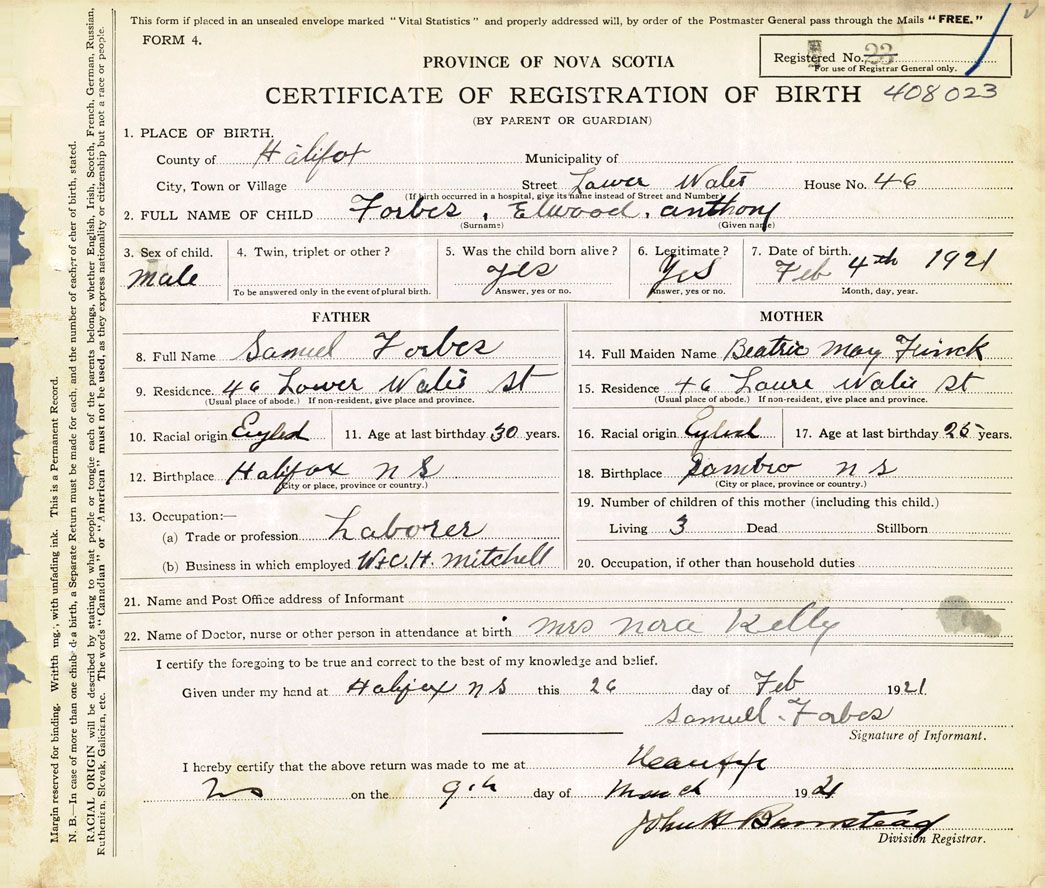 This form if placed in an unsealed envelope marked "Vital Statistics" and properly addressed will, by order of the Postmaster General pass through the Mails "FREE."
FORM 4.
Registered No. 23
For use of Registrar General only.
PROVINCE OF NOVA SCOTIA
CERTIFICATE OF REGISTRATION OF BIRTH 408023
(BY PARENT OR GUARDIAN)
1. PLACE OF BIRTH.
County of Halifax Municipality of
City, Town or Village Street Lower Wates House No. 46
(If birth occurred in a hospital, give its name instead of Street and Number)
2. FULL NAME OF CHILD Forbes, Elwood, anthony
(Surname) (Given name)
3. Sex of child. 4. Twin, triplet or other? 5. Was the child born alive? 6. Legitimate? 7. Date of birth.
Male yes Yes Feb 4th 1921
To be answered only in the event of plural birth. Answer, yes or no. Answer, yes or no. Month, day, year.
FATHER
8. Full Name Samuel Forbes
9. Residence. 46 Lower Wates St
(Usual place of abode.) If non-resident, give place and province.
10. Racial origin 11. Age at last birthday 30 years.
12. Birthplace Halifax n s
(City or place, province or country.)
13. Occupation:—
(a) Trade or profession Laborer
(b) Business in which employed W+C.H. Mitchell
MOTHER
14. Full Maiden Name Beatric May Finck
15. Residence 46 St
(Usual place of abode.) If non-resident, give place and province.
16. Racial origin 17. Age at last birthday 25 years.
18. Birthplace Sambro n s
(City or place, province or country.)
19. Number of children of this mother (including this child.)
Living 3 Dead Stillborn
20. Occupation, if other than household duties
21. Name and Post Office address of Informant
22. Name of Doctor, nurse or other person in attendance at birth Mrs Nora Kelly
I certify the foregoing to be true and correct to the best of my knowledge and belief.
Given under my hand at Halifax n s this 26 day of Feb 1921.
Samuel Forbes
Signature of Informant.
I hereby certify that the above return was made to me at
N S on the 9th day of March 1921
John H Barnstead
Division Registrar.
Margin reserved for binding. Writith mg., with unfading ink. This is a Permanent Record.
N. B.—In case of more than one a birth, a Separate Return must be made for each, and the number of each, of birth, stated.
RACIAL ORIGIN will be described by stating to what people or tongue each of the parents belongs, whether English, Irish, Scotch, French, German, Russian,
Ruthenian, Slovak, Galician, etc. The words "Canadian" or "American" must not be used, as they express nationality or citizenship but not a race or people.